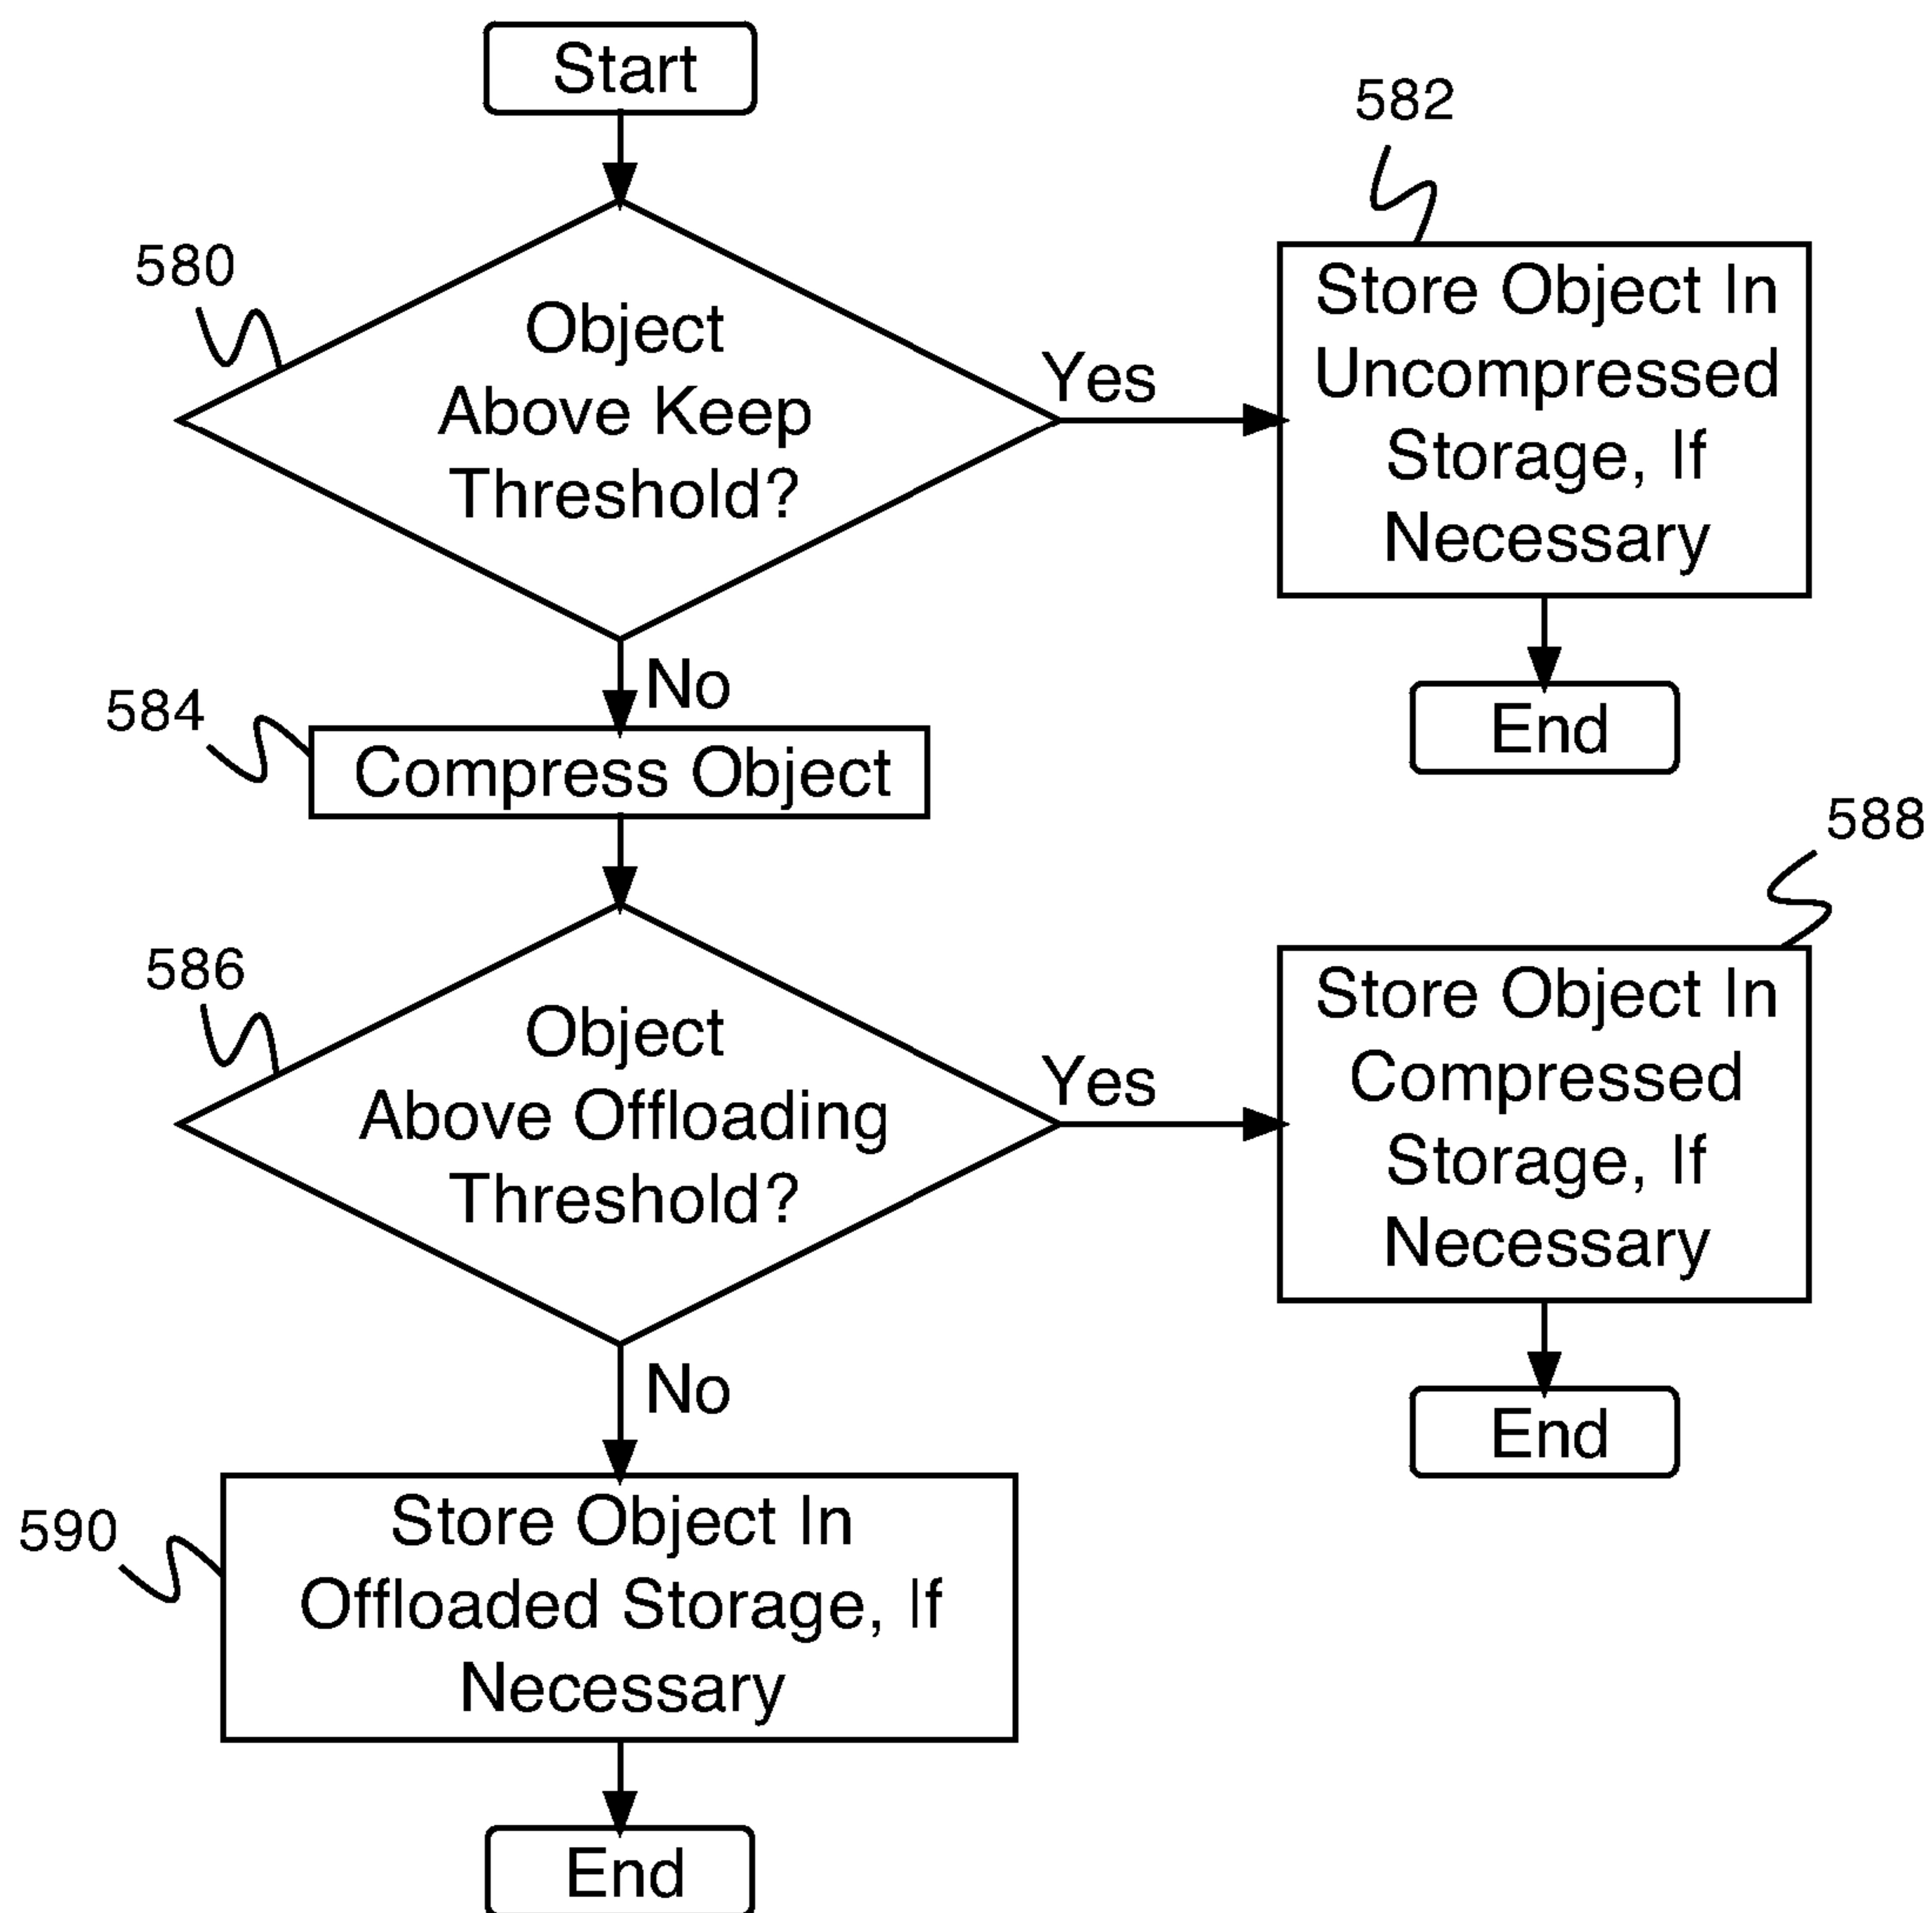 Start
580
Object
Above Keep
Threshold?
Yes
582
Store Object In
Uncompressed
Storage, If
Necessary
End
No
584
Compress Object
586
Object
Above Offloading
Threshold?
Yes
588
Store Object In
Compressed
Storage, If
Necessary
End
No
590
Store Object In
Offloaded Storage, If
Necessary
End